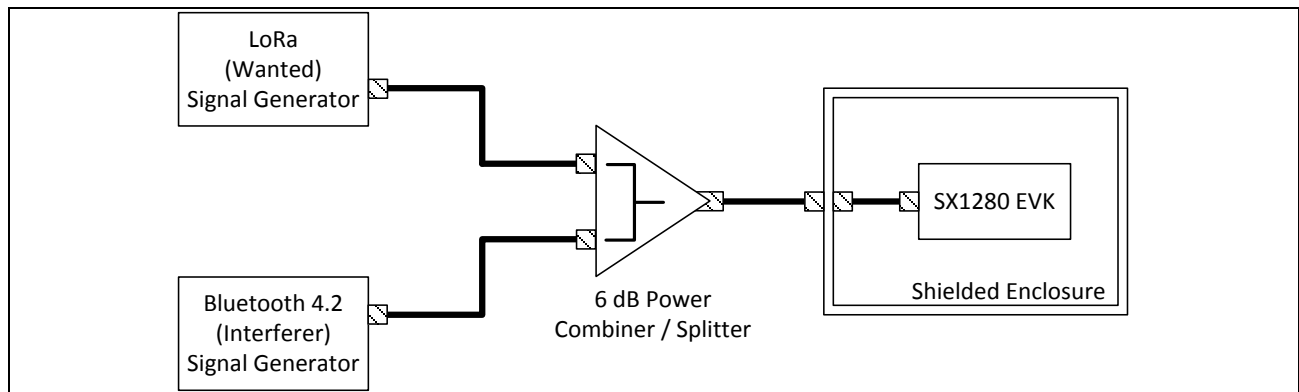 LoRa
(Wanted)
Signal Generator
Bluetooth 4.2
(Interferer)
Signal Generator
6 dB Power
Combiner / Splitter
SX1280 EVK
Shielded Enclosure